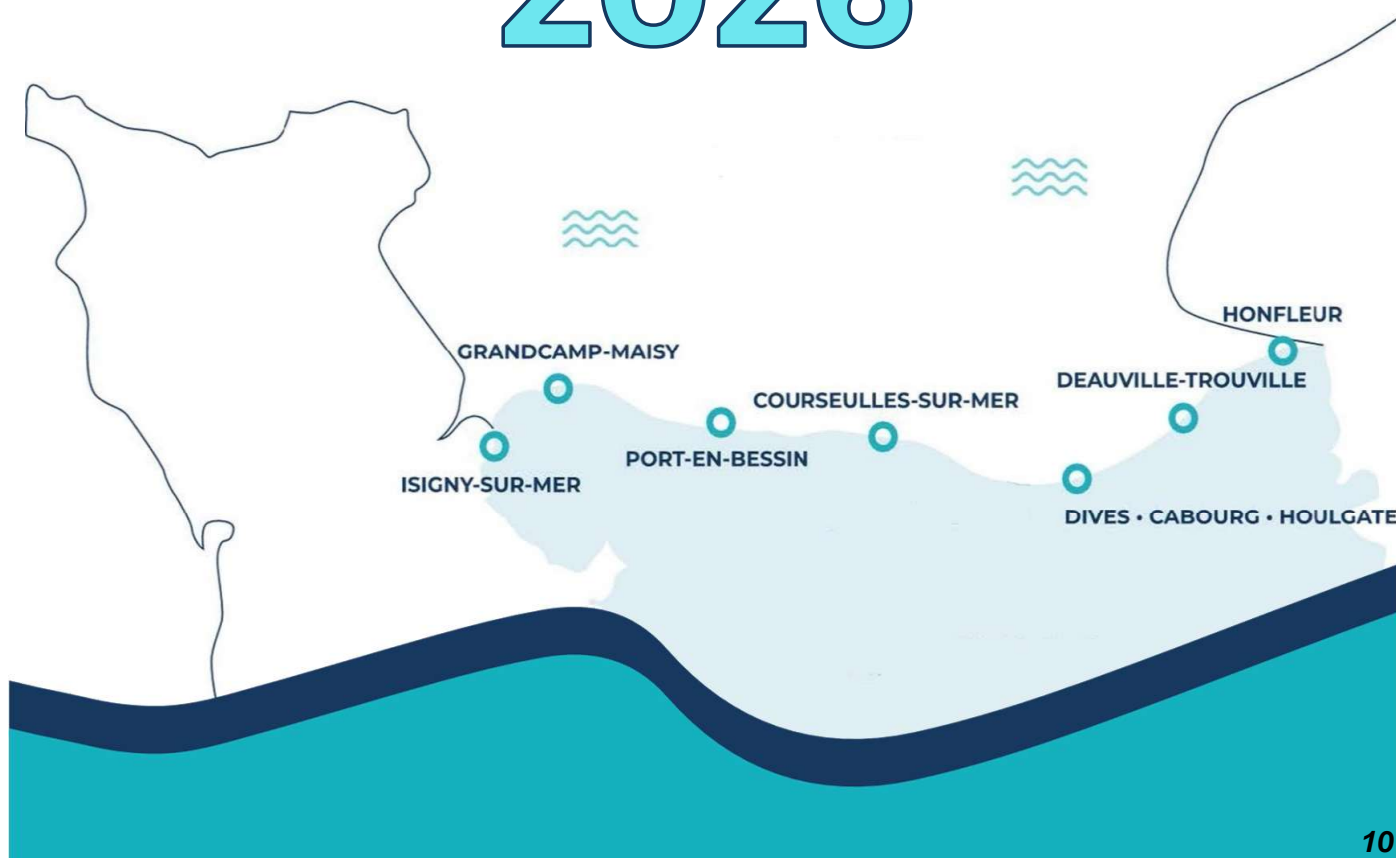 2026
HONFLEUR
GRANDCAMP-MAISY
DEAUVILLE-TROUVILLE
COURSEULLES-SUR-MER
PORT-EN-BESSIN
ISIGNY-SUR-MER
DIVES • CABOURG • HOULGATE
10